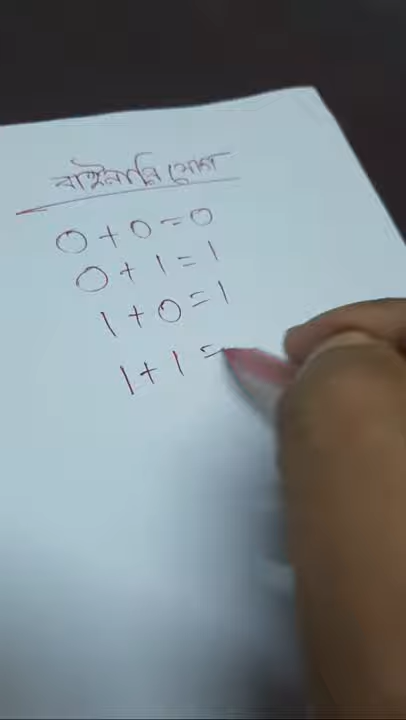 বাইনারি যোগ
0 + 0 = 0
0 + 1 = 1
1 + 0 = 1
1 + 1 =